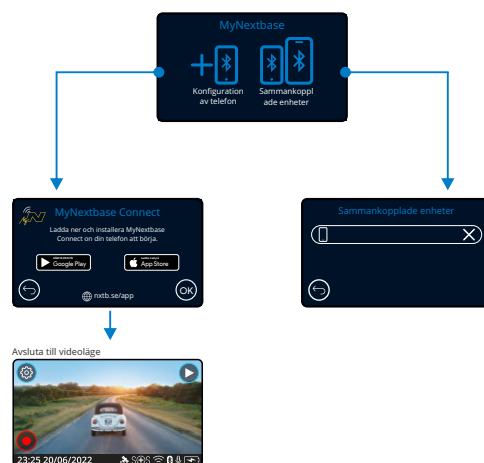 MyNextbase
Konfiguration
av telefon
Sammankoppl
ade enheter
MyNextbase Connect
Ladda ner och installera MyNextbase
Connect on din telefon att börja.
Google Play
App Store
nxtb.se/app
OK
Sammankopplade enheter
Avsluta till videoläge
23:25 20/06/2022
SOS